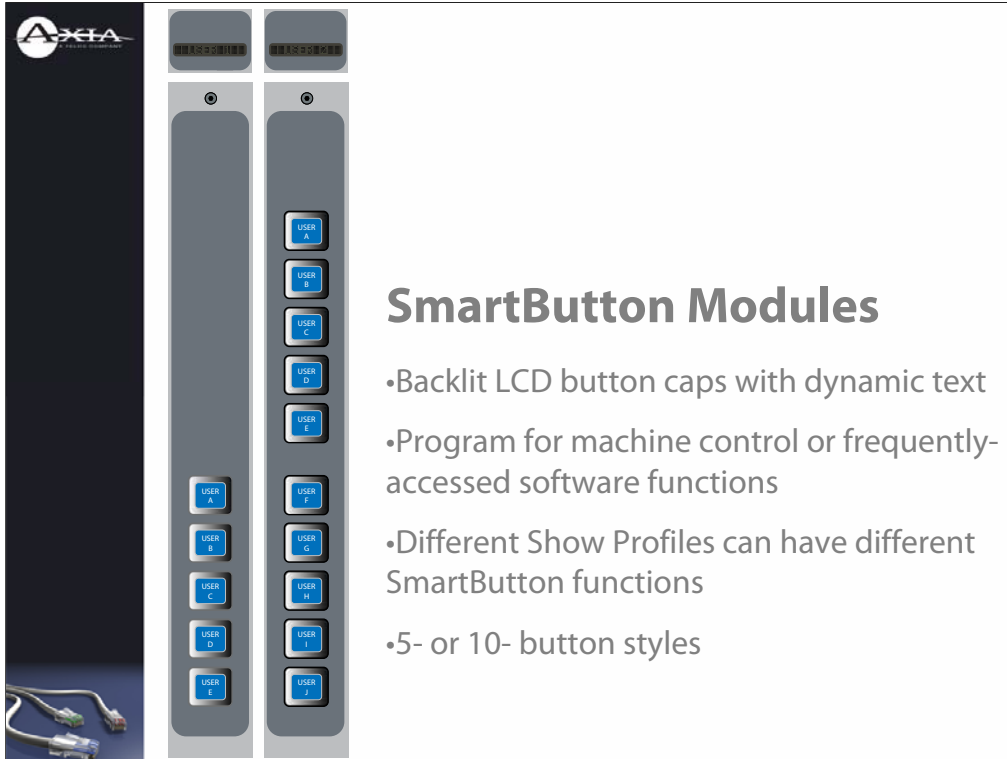 AXIA
A TELOS COMPANY
USER
A
USER
B
USER
C
USER
D
USER
E
USER
A
USER
B
USER
C
USER
D
USER
E
USER
F
USER
G
USER
H
USER
I
USER
J
SmartButton Modules
•Backlit LCD button caps with dynamic text
•Program for machine control or frequently-
accessed software functions
•Different Show Profiles can have different
SmartButton functions
•5- or 10- button styles